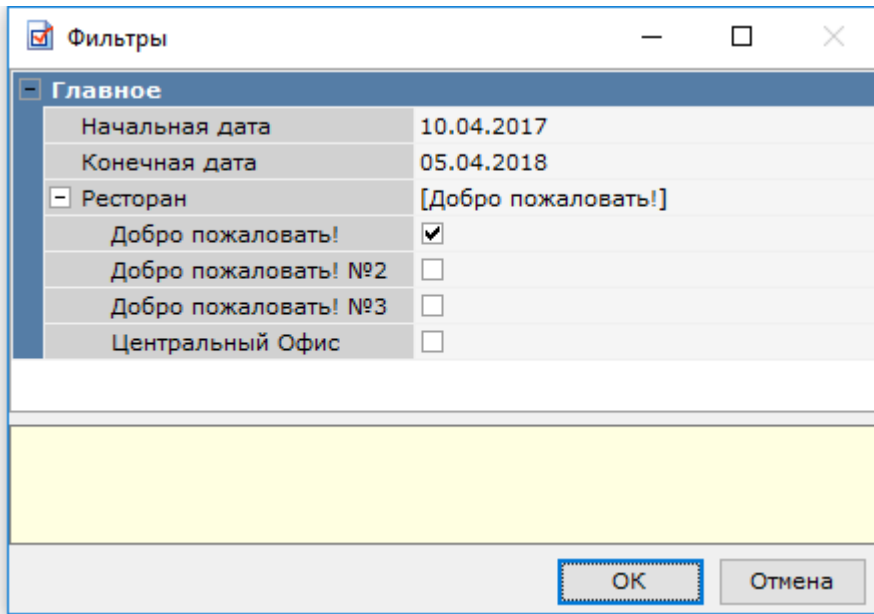 Фильтры
Главное
Начальная дата 10.04.2017
Конечная дата 05.04.2018
Ресторан [Добро пожаловать!]
Добро пожаловать!
Добро пожаловать! №2
Добро пожаловать! №3
Центральный Офис
ОК Отмена